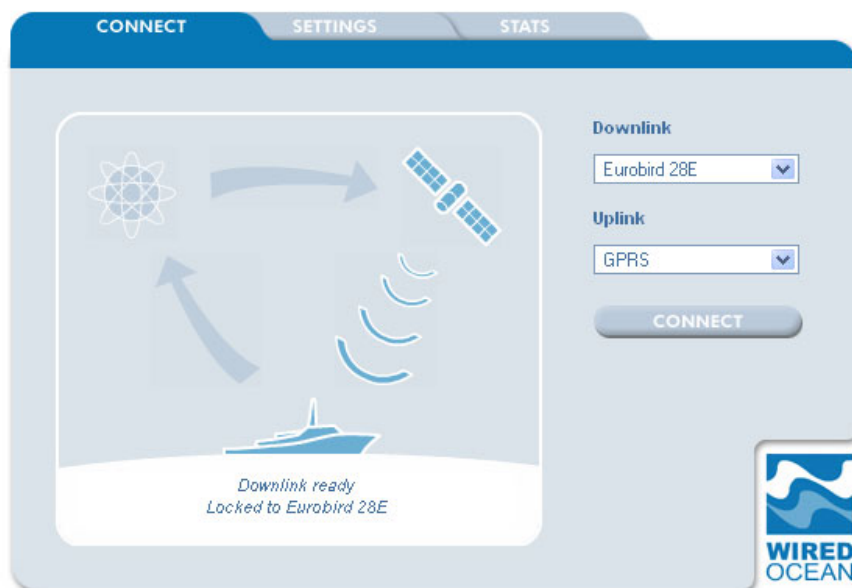 CONNECT
SETTINGS
STATS
Downlink
Eurobird 28E
Uplink
GPRS
CONNECT
Downlink ready
Locked to Eurobird 28E
WIRED
OCEAN